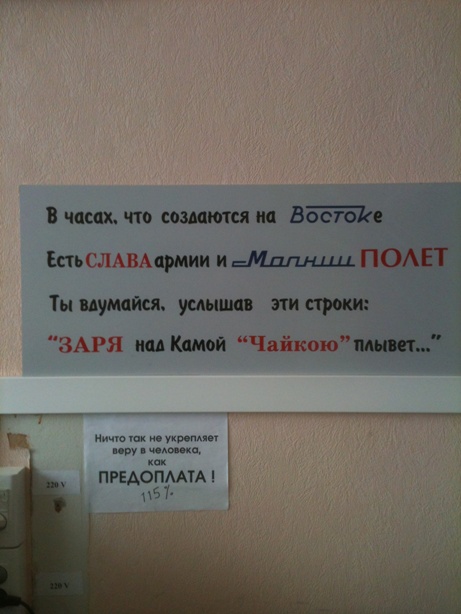 В часах, что создаются на Востоке
Есть СЛАВА армии и Молнии ПОЛЕТ
Ты вдумайся, услышав эти строки:
“ЗАРЯ над Камой “Чайкою” плывет...”
Ничто так не укрепляет
веру в человека,
как
ПРЕДОПЛАТА !
115%
220 V
220 V